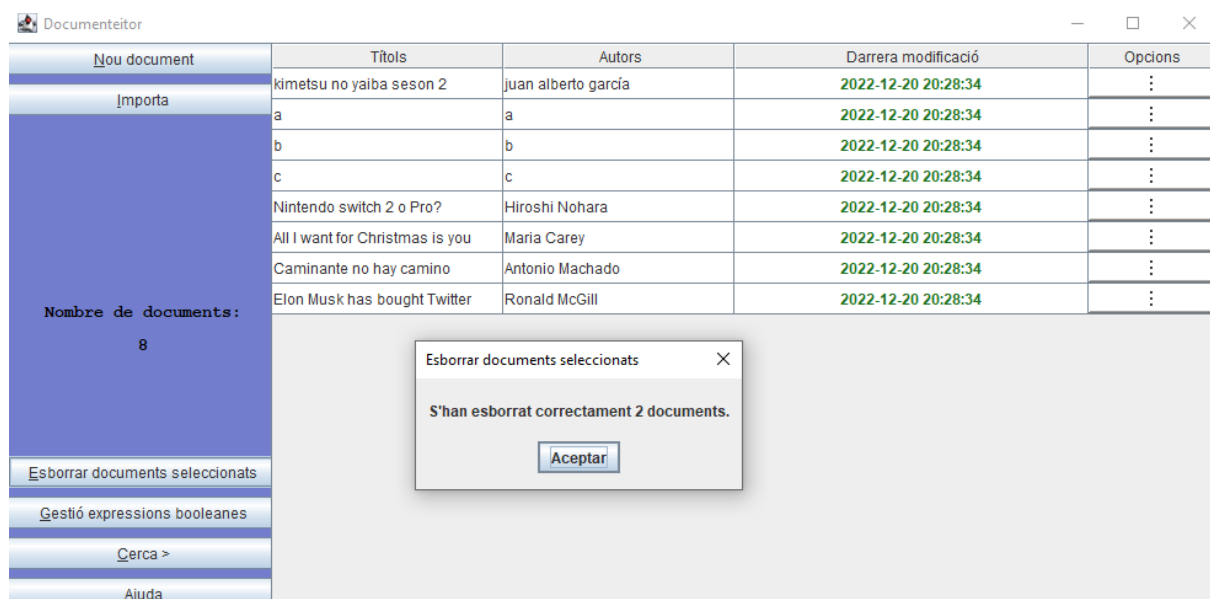 Documenteitor
Nou document
Importa
Nombre de documents:
8
Esborrar documents seleccionats
Gestió expressions booleanes
Cerca >
Ajuda
Títols Autors Darrera modificació Opcions
kimetsu no yaiba seson 2 juan alberto garcía 2022-12-20 20:28:34 ⋮
a a 2022-12-20 20:28:34 ⋮
b b 2022-12-20 20:28:34 ⋮
c c 2022-12-20 20:28:34 ⋮
Nintendo switch 2 o Pro? Hiroshi Nohara 2022-12-20 20:28:34 ⋮
All I want for Christmas is you Maria Carey 2022-12-20 20:28:34 ⋮
Caminante no hay camino Antonio Machado 2022-12-20 20:28:34 ⋮
Elon Musk has bought Twitter Ronald McGill 2022-12-20 20:28:34 ⋮
Esborrar documents seleccionats
S'han esborrat correctament 2 documents.
Aceptar